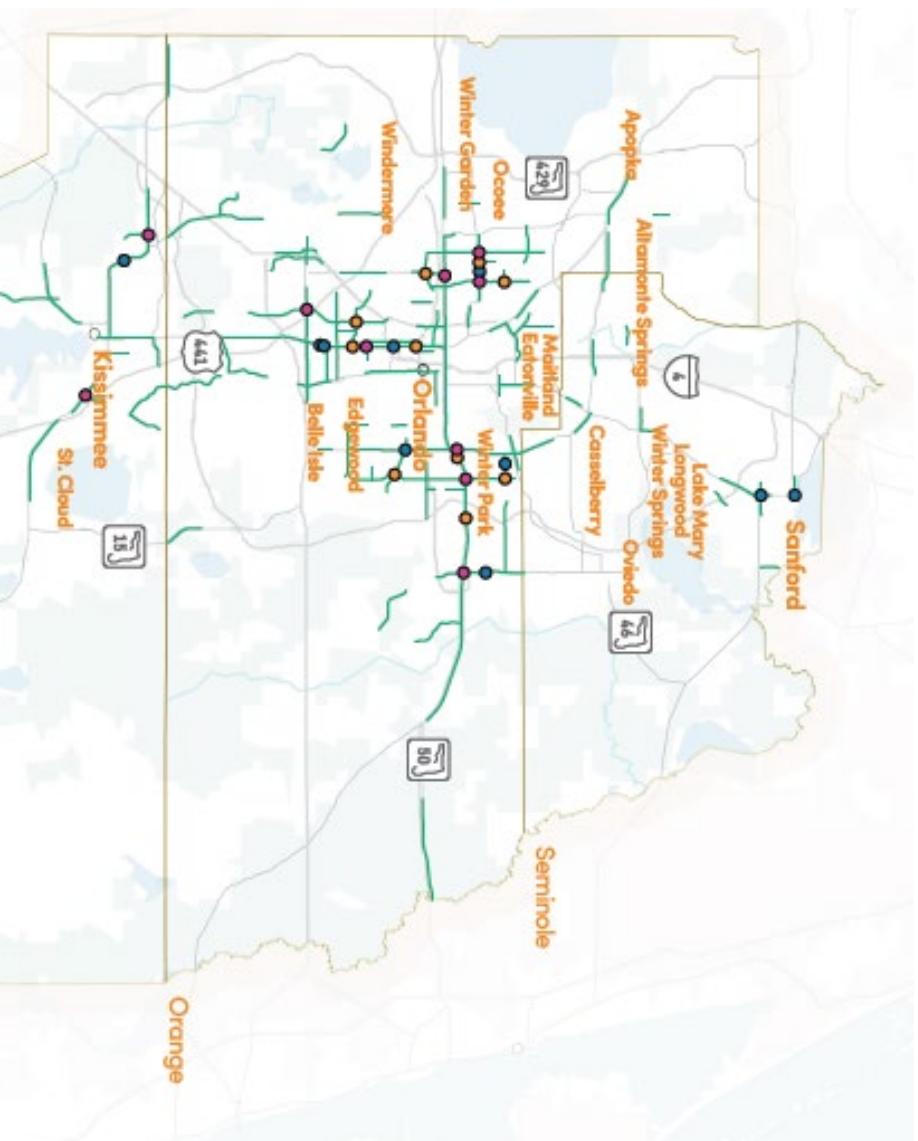 Sanford
Lake Mary
Longwood
Winter Springs
4
Altamonte Springs
Apopka
Oviedo
46
Casselberry
Maitland
Eatonville
429
Seminole
Ocoee
Winter Park
Winter Garden
50
Orlando
Windermere
Edgewood
Belle Isle
441
Orange
15
Kissimmee
St. Cloud